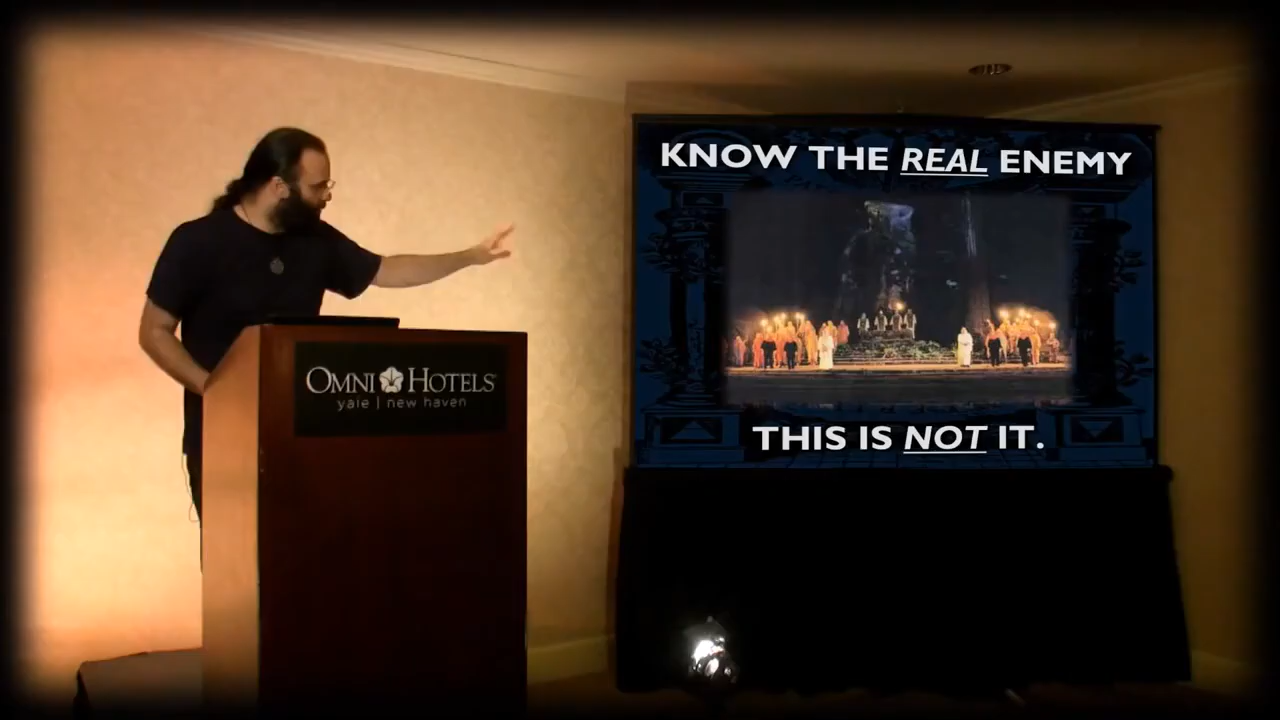 KNOW THE REAL ENEMY
THIS IS NOT IT.
OMNI HOTELS
yale | new haven